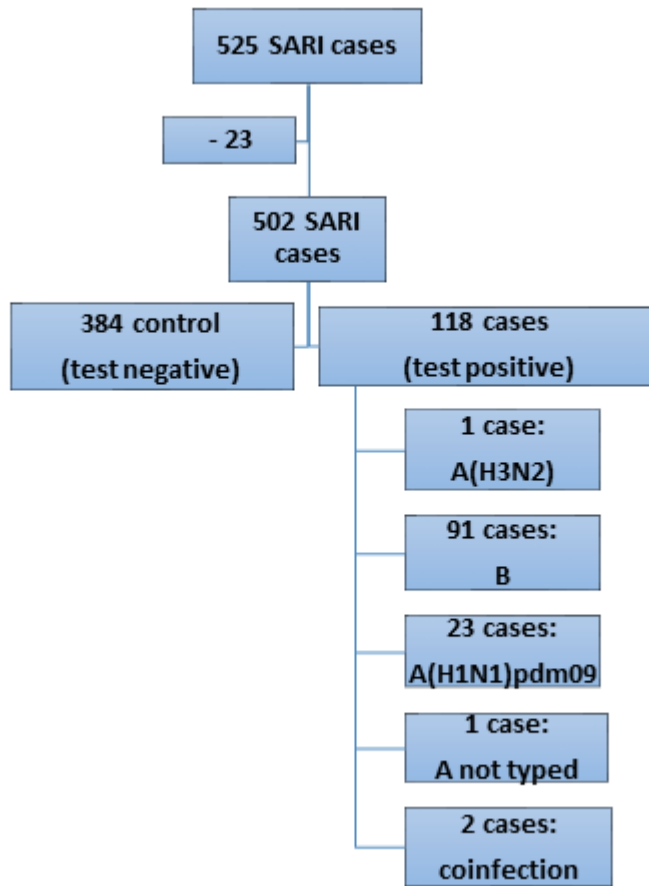 525 SARI cases
- 23
502 SARI
cases
384 control
(test negative)
118 cases
(test positive)
1 case:
A(H3N2)
91 cases:
B
23 cases:
A(H1N1)pdm09
1 case:
A not typed
2 cases:
coinfection